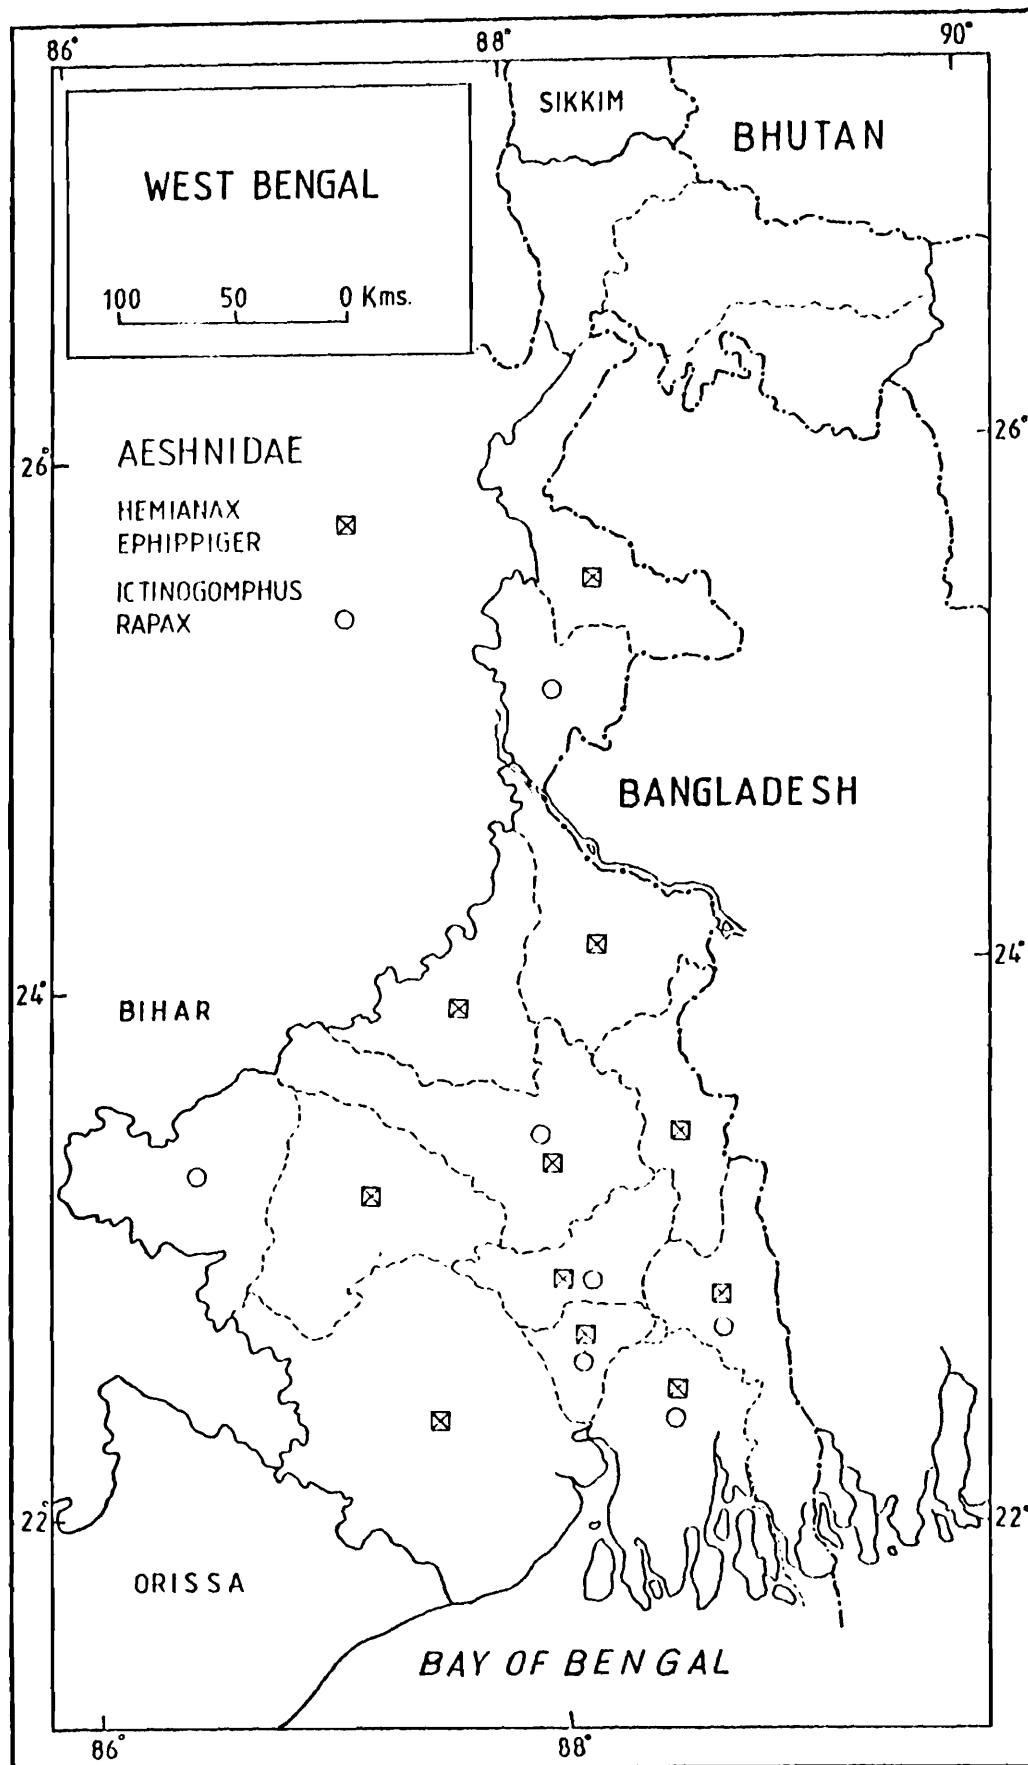 86°
88°
90°
SIKKIM
BHUTAN
WEST BENGAL
100 50 0 Kms.
AESHNIDAE
26°
26°
HEMIANAX
EPHIPPIGER
ICTINOGOMPHUS
RAPAX
BANGLADESH
24°
24°
BIHAR
22°
22°
ORISSA
BAY OF BENGAL
86°
88°